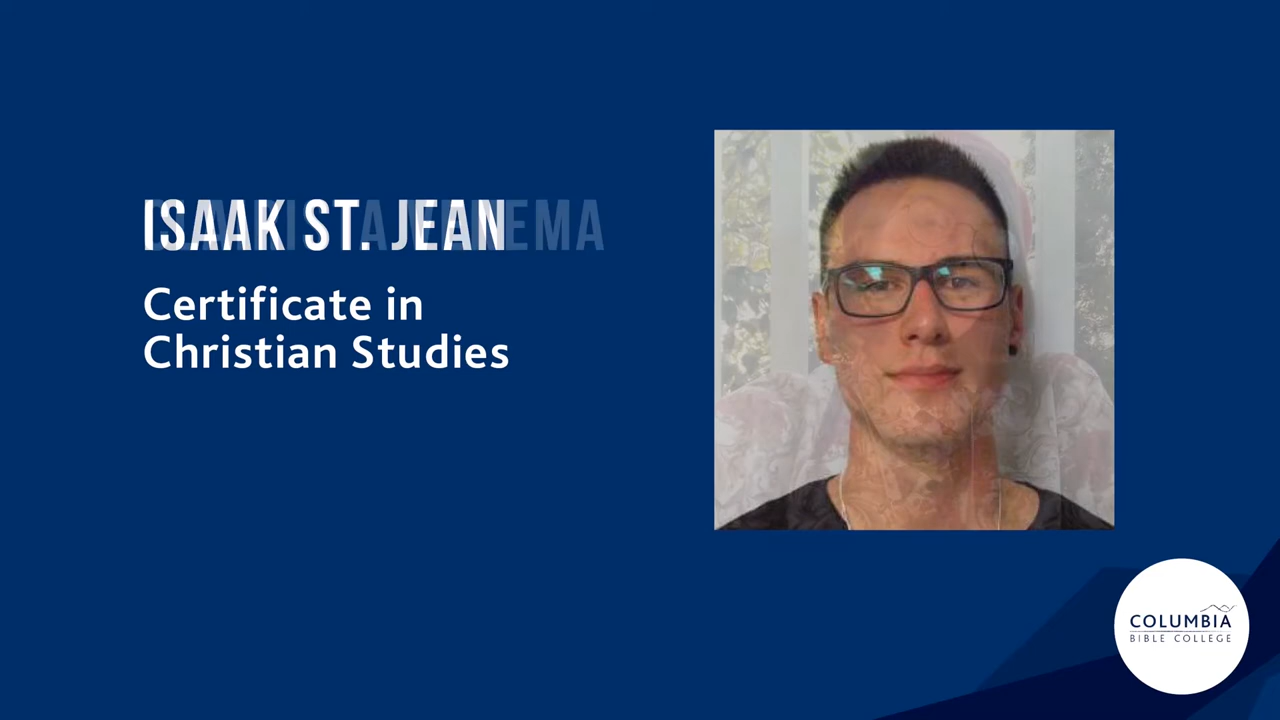 ISAAK ST. JEAN
Certificate in
Christian Studies
COLUMBIA
BIBLE COLLEGE